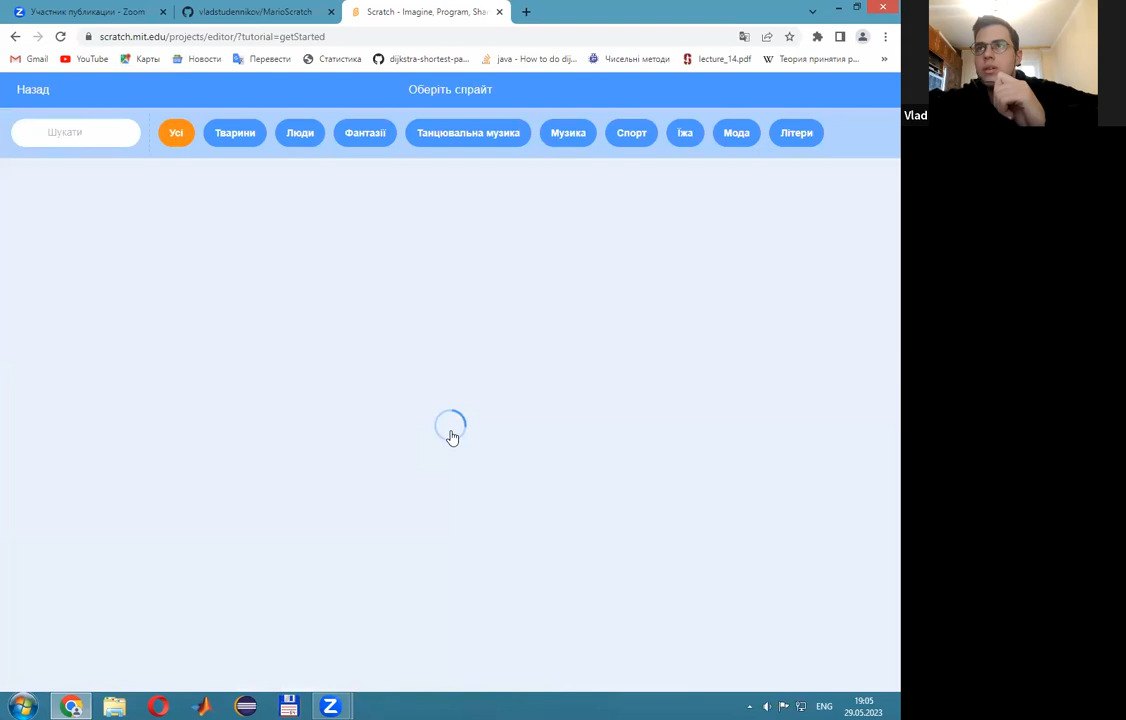 Участник публикации - Zoom
vladstudennikov/MarioScratch
Scratch - Imagine, Program, Sha
scratch.mit.edu/projects/editor/?tutorial=getStarted
Gmail
YouTube
Карты
Новости
Перевести
Статистика
dijkstra-shortest-pa...
java - How to do dij...
Чисельні методи
lecture_14.pdf
Теория принятия р...
»
Назад
Оберіть спрайт
Шукати
Усі
Тварини
Люди
Фантазії
Танцювальна музика
Музика
Спорт
Їжа
Мода
Літери
Vlad
ENG
19:05
29.05.2023